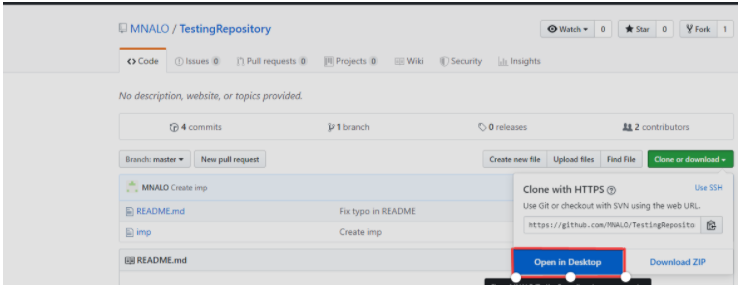 MNALO / TestingRepository
Watch 0 Star 0 Fork 1
Code Issues 0 Pull requests 0 Projects 0 Wiki Security Insights
No description, website, or topics provided.
4 commits 1 branch 0 releases 2 contributors
Branch: master New pull request Create new file Upload files Find File Clone or download
MNALO Create imp
README.md Fix typo in README
imp Create imp
README.md
Clone with HTTPS Use SSH
Use Git or checkout with SVN using the web URL.
https://github.com/MNALO/TestingReposito
Open in Desktop Download ZIP